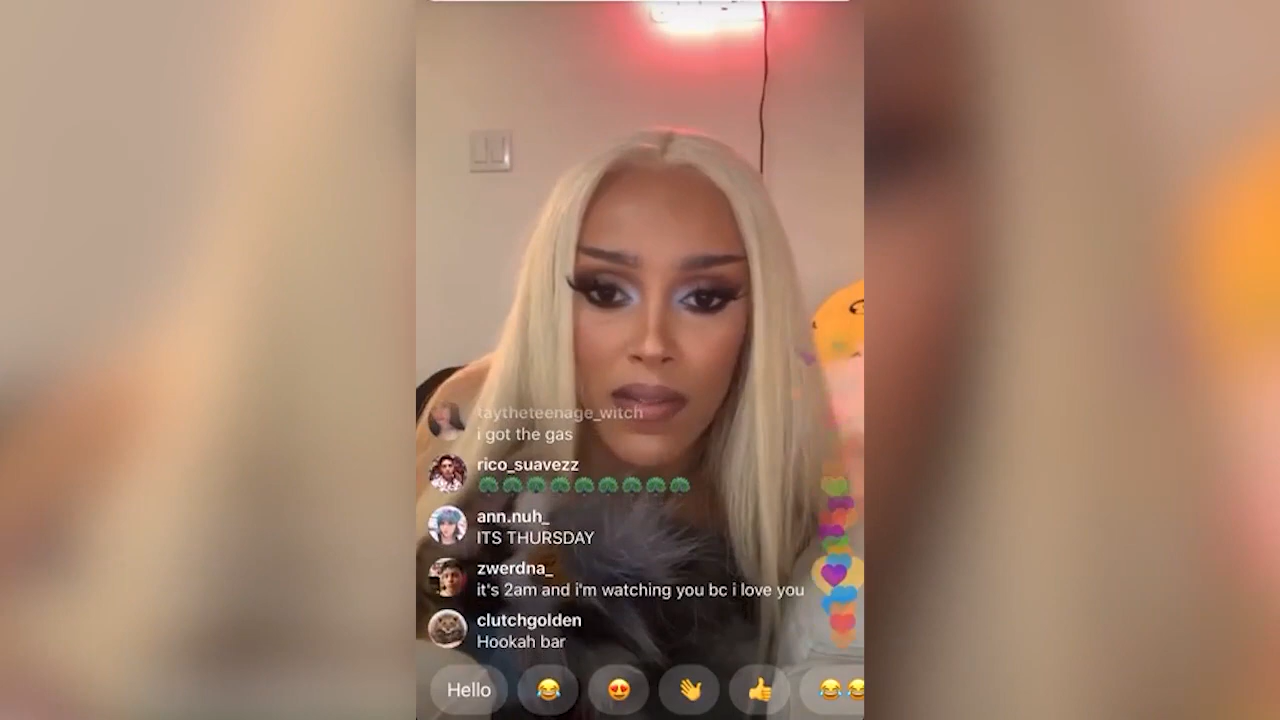 taytheteenage_witch
i got the gas
rico_suavezz
🦚🦚🦚🦚🦚🦚🦚🦚🦚
ann.nuh_
ITS THURSDAY
zwerdna_
it's 2am and i'm watching you bc i love you
clutchgolden
Hookah bar
Hello 😂 😍 👋 👍 😂😂